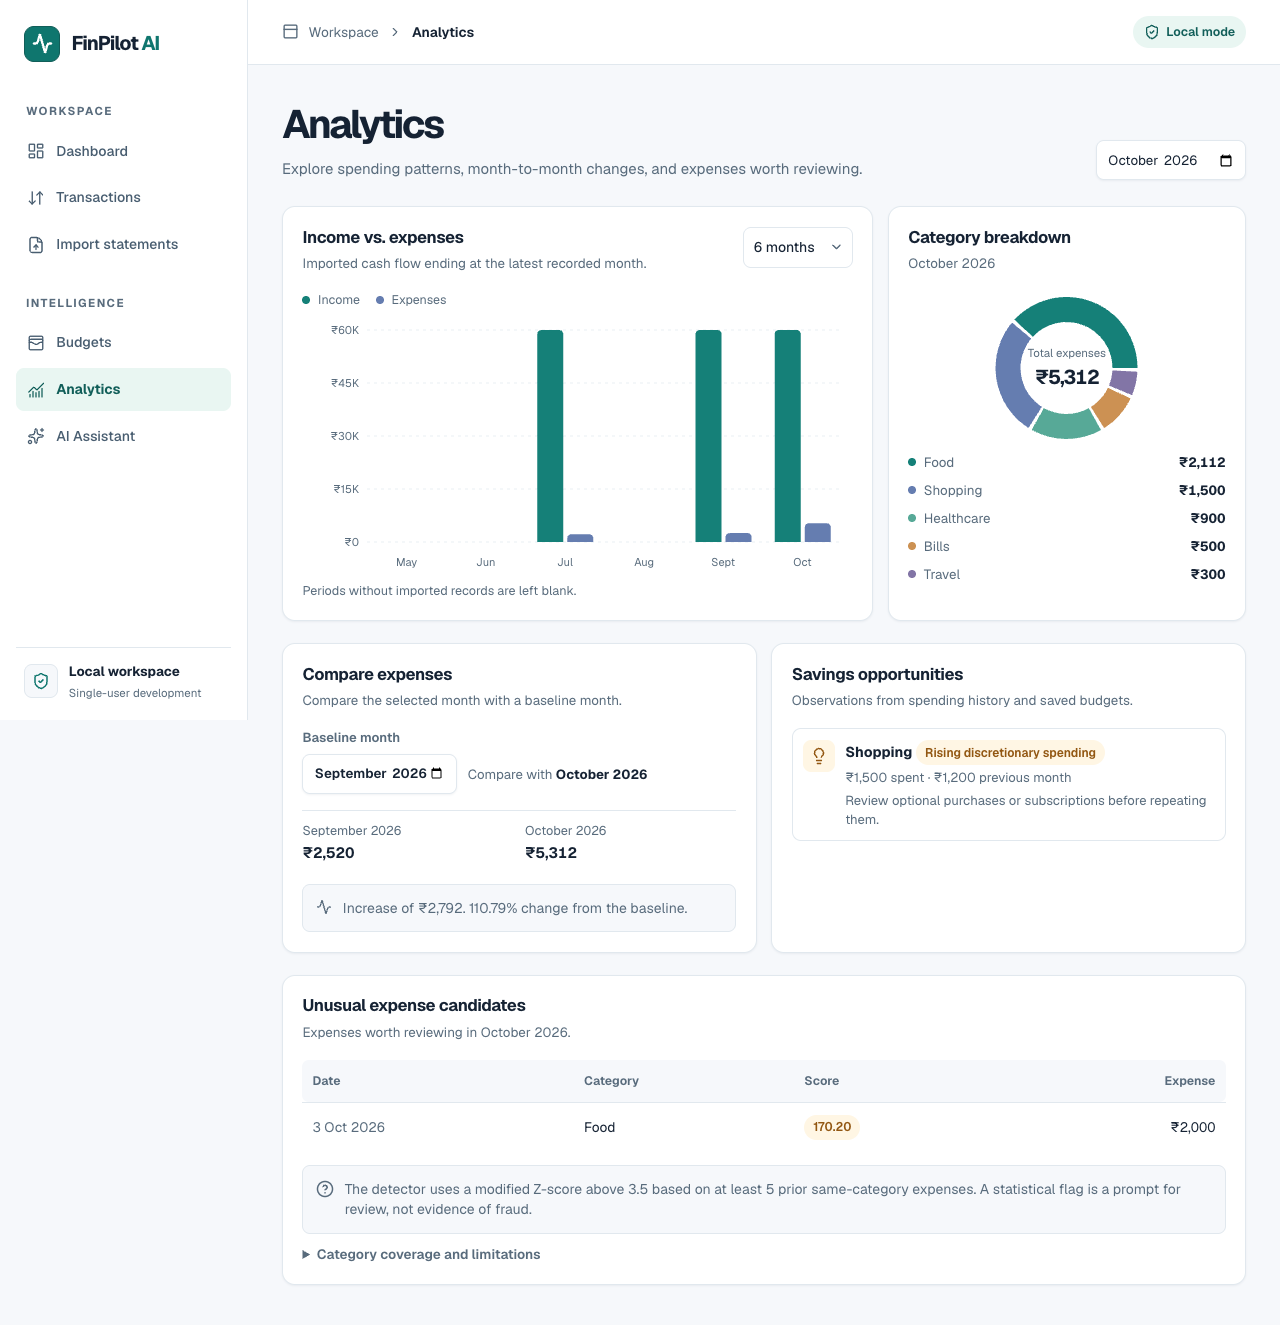 FinPilot AI
WORKSPACE
Dashboard
Transactions
Import statements
INTELLIGENCE
Budgets
Analytics
AI Assistant
Local workspace
Single-user development
Workspace > Analytics
Local mode
Analytics
Explore spending patterns, month-to-month changes, and expenses worth reviewing.
October 2026
Income vs. expenses
Imported cash flow ending at the latest recorded month.
6 months
Income Expenses
₹60K
₹45K
₹30K
₹15K
₹0
May Jun Jul Aug Sept Oct
Periods without imported records are left blank.
Category breakdown
October 2026
Total expenses
₹5,312
Food ₹2,112
Shopping ₹1,500
Healthcare ₹900
Bills ₹500
Travel ₹300
Compare expenses
Compare the selected month with a baseline month.
Baseline month
September 2026 Compare with October 2026
September 2026 October 2026
₹2,520 ₹5,312
Increase of ₹2,792. 110.79% change from the baseline.
Savings opportunities
Observations from spending history and saved budgets.
Shopping Rising discretionary spending
₹1,500 spent · ₹1,200 previous month
Review optional purchases or subscriptions before repeating
them.
Unusual expense candidates
Expenses worth reviewing in October 2026.
Date Category Score Expense
3 Oct 2026 Food 170.20 ₹2,000
The detector uses a modified Z-score above 3.5 based on at least 5 prior same-category expenses. A statistical flag is a prompt for
review, not evidence of fraud.
Category coverage and limitations